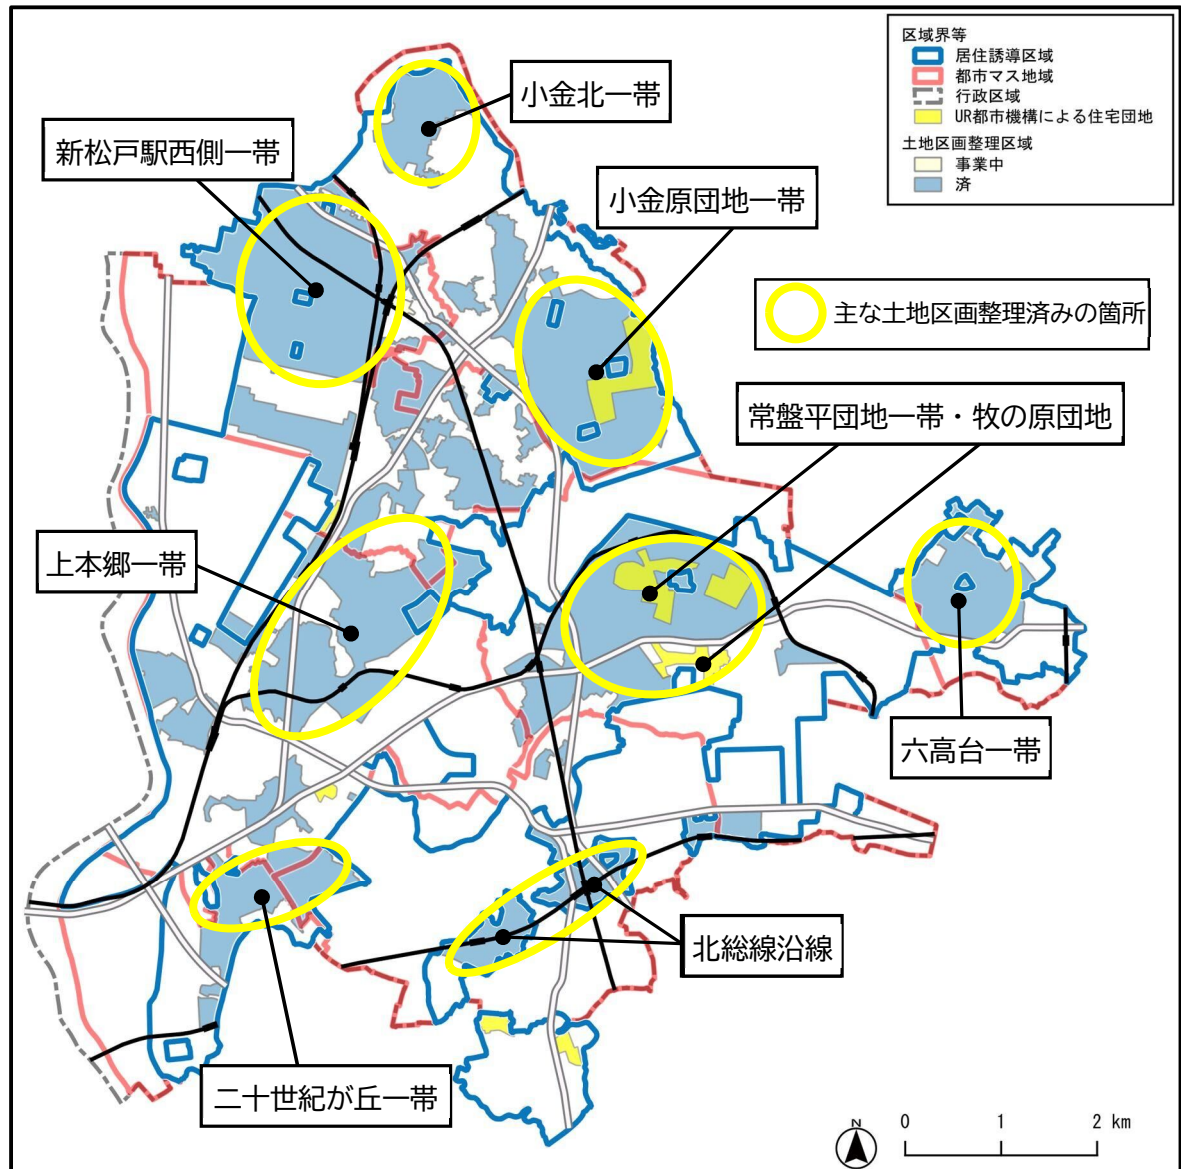 区域界等
居住誘導区域
都市マス地域
行政区域
UR都市機構による住宅団地
土地区画整理区域
事業中
済
小金北一帯
新松戸駅西側一帯
小金原団地一帯
主な土地区画整理済みの箇所
常盤平団地一帯・牧の原団地
上本郷一帯
六高台一帯
北総線沿線
二十世紀が丘一帯
N
0 1 2 km